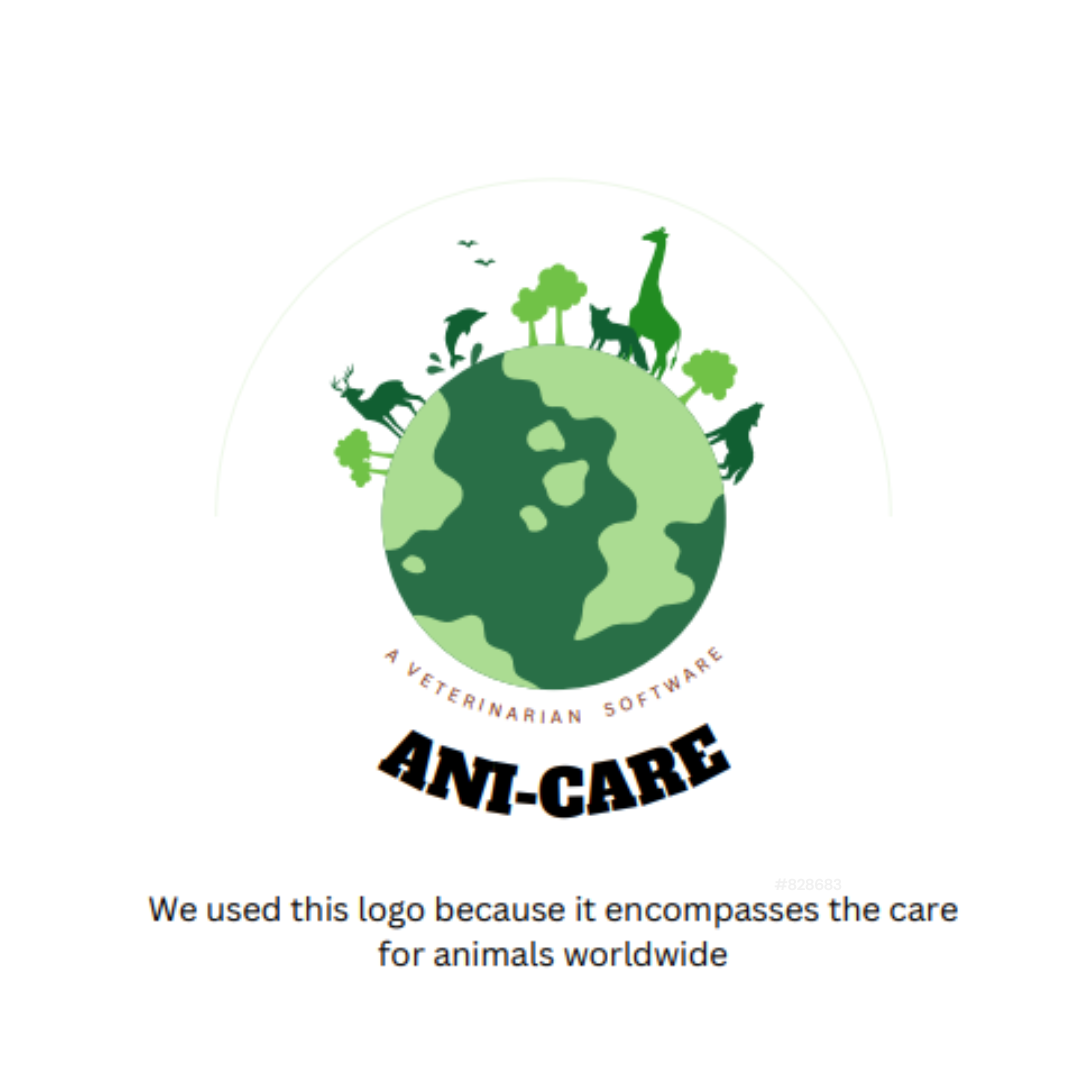 A VETERINARIAN SOFTWARE
ANI-CARE
#828683
We used this logo because it encompasses the care
for animals worldwide